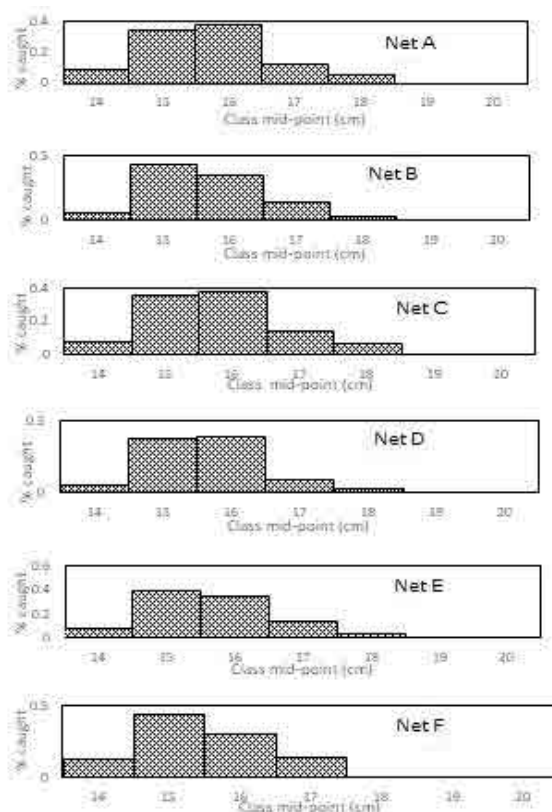 0.4
Net A
0.2
0
% caught
14 15 16 17 18 19 20
Class mid-point (cm)
0.5
Net B
0
% caught
14 15 16 17 18 19 20
Class mid-point (cm)
0.4
Net C
0.2
0
% caught
14 15 16 17 18 19 20
Class mid-point (cm)
Net D
0
% caught
14 15 16 17 18 19 20
Class mid-point (cm)
0.6
Net E
0.4
0.2
0
% caught
14 15 16 17 18 19 20
Class mid-point (cm)
0.5
Net F
0
% caught
14 15 16 17 18 19 20
Class mid-point (cm)